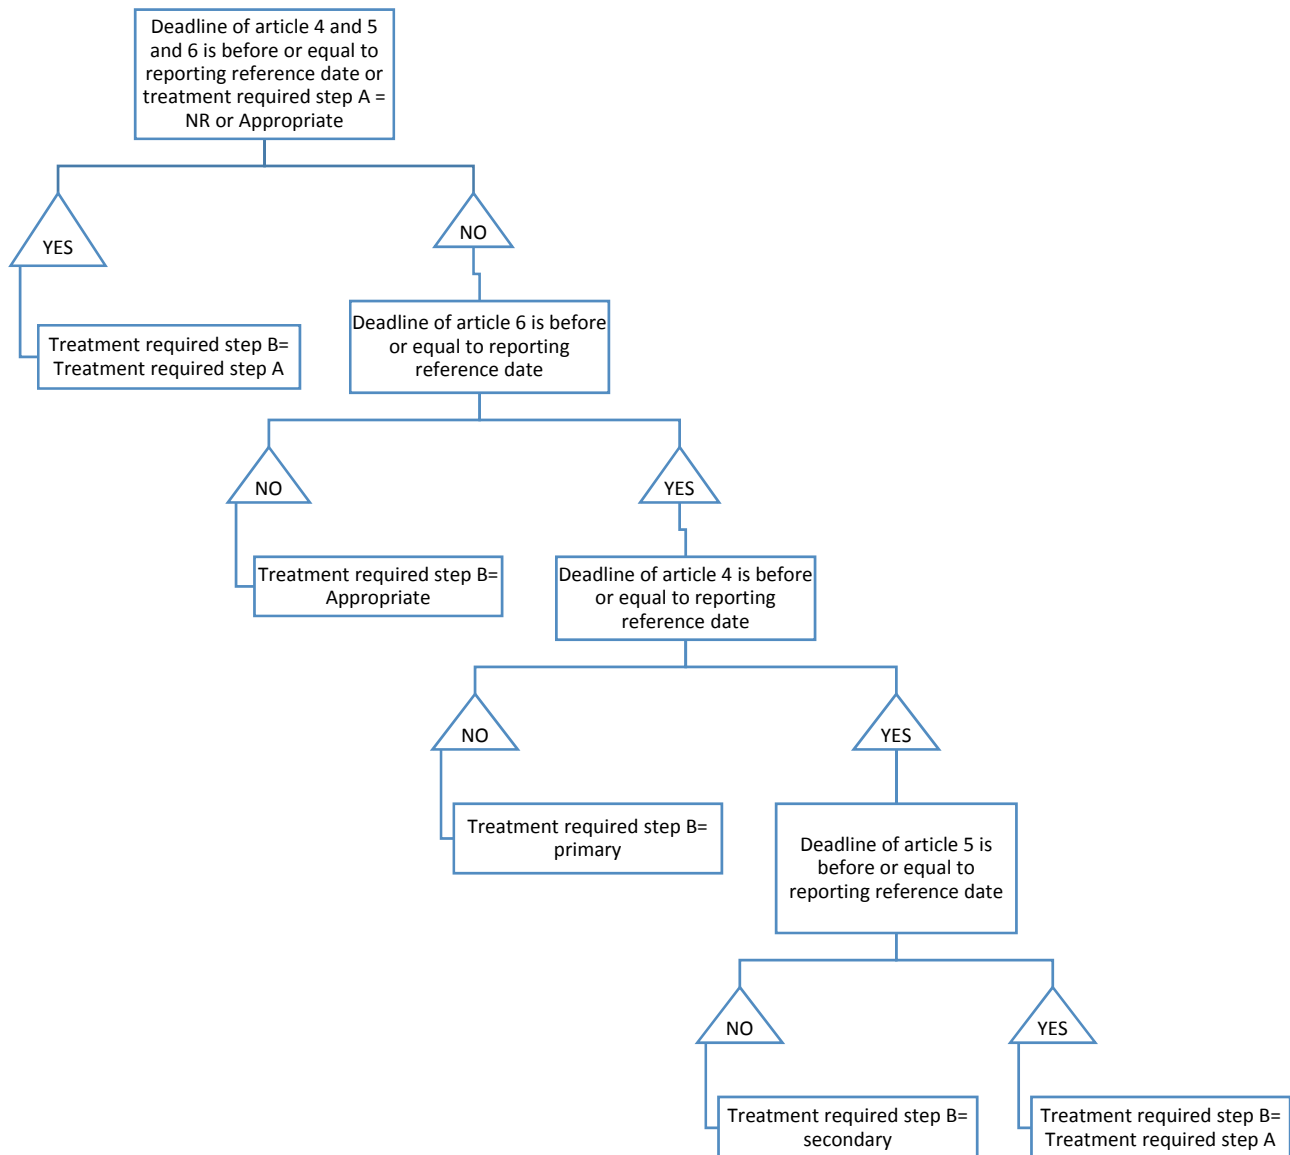 Deadline of article 4 and 5
and 6 is before or equal to
reporting reference date or
treatment required step A =
NR or Appropriate
YES
NO
Treatment required step B=
Treatment required step A
Deadline of article 6 is before
or equal to reporting
reference date
NO
YES
Treatment required step B=
Appropriate
Deadline of article 4 is before
or equal to reporting
reference date
NO
YES
Treatment required step B=
primary
Deadline of article 5 is
before or equal to
reporting reference date
NO
YES
Treatment required step B=
secondary
Treatment required step B=
Treatment required step A